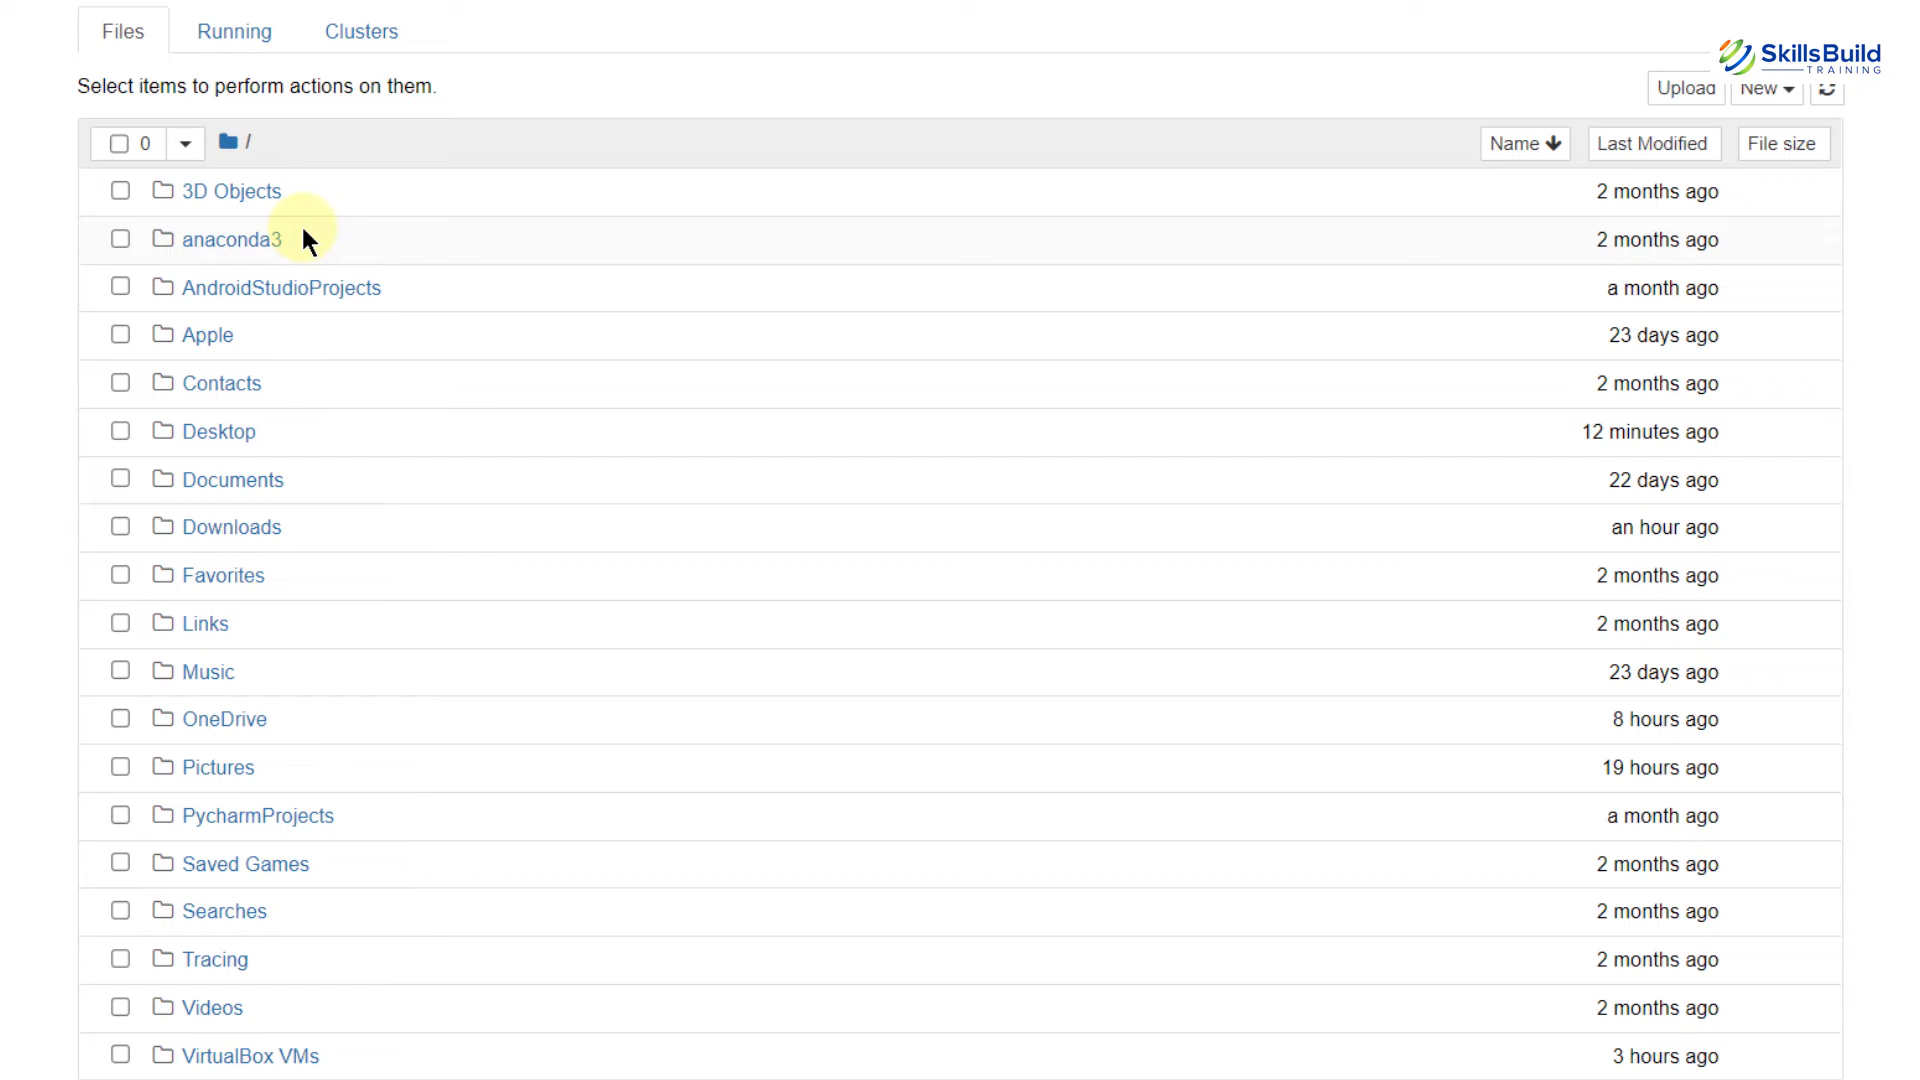 Files Running Clusters
SkillsBuild
TRAINING
Select items to perform actions on them.
Upload New
0 / Name Last Modified File size
3D Objects 2 months ago
anaconda3 2 months ago
AndroidStudioProjects a month ago
Apple 23 days ago
Contacts 2 months ago
Desktop 12 minutes ago
Documents 22 days ago
Downloads an hour ago
Favorites 2 months ago
Links 2 months ago
Music 23 days ago
OneDrive 8 hours ago
Pictures 19 hours ago
PycharmProjects a month ago
Saved Games 2 months ago
Searches 2 months ago
Tracing 2 months ago
Videos 2 months ago
VirtualBox VMs 3 hours ago